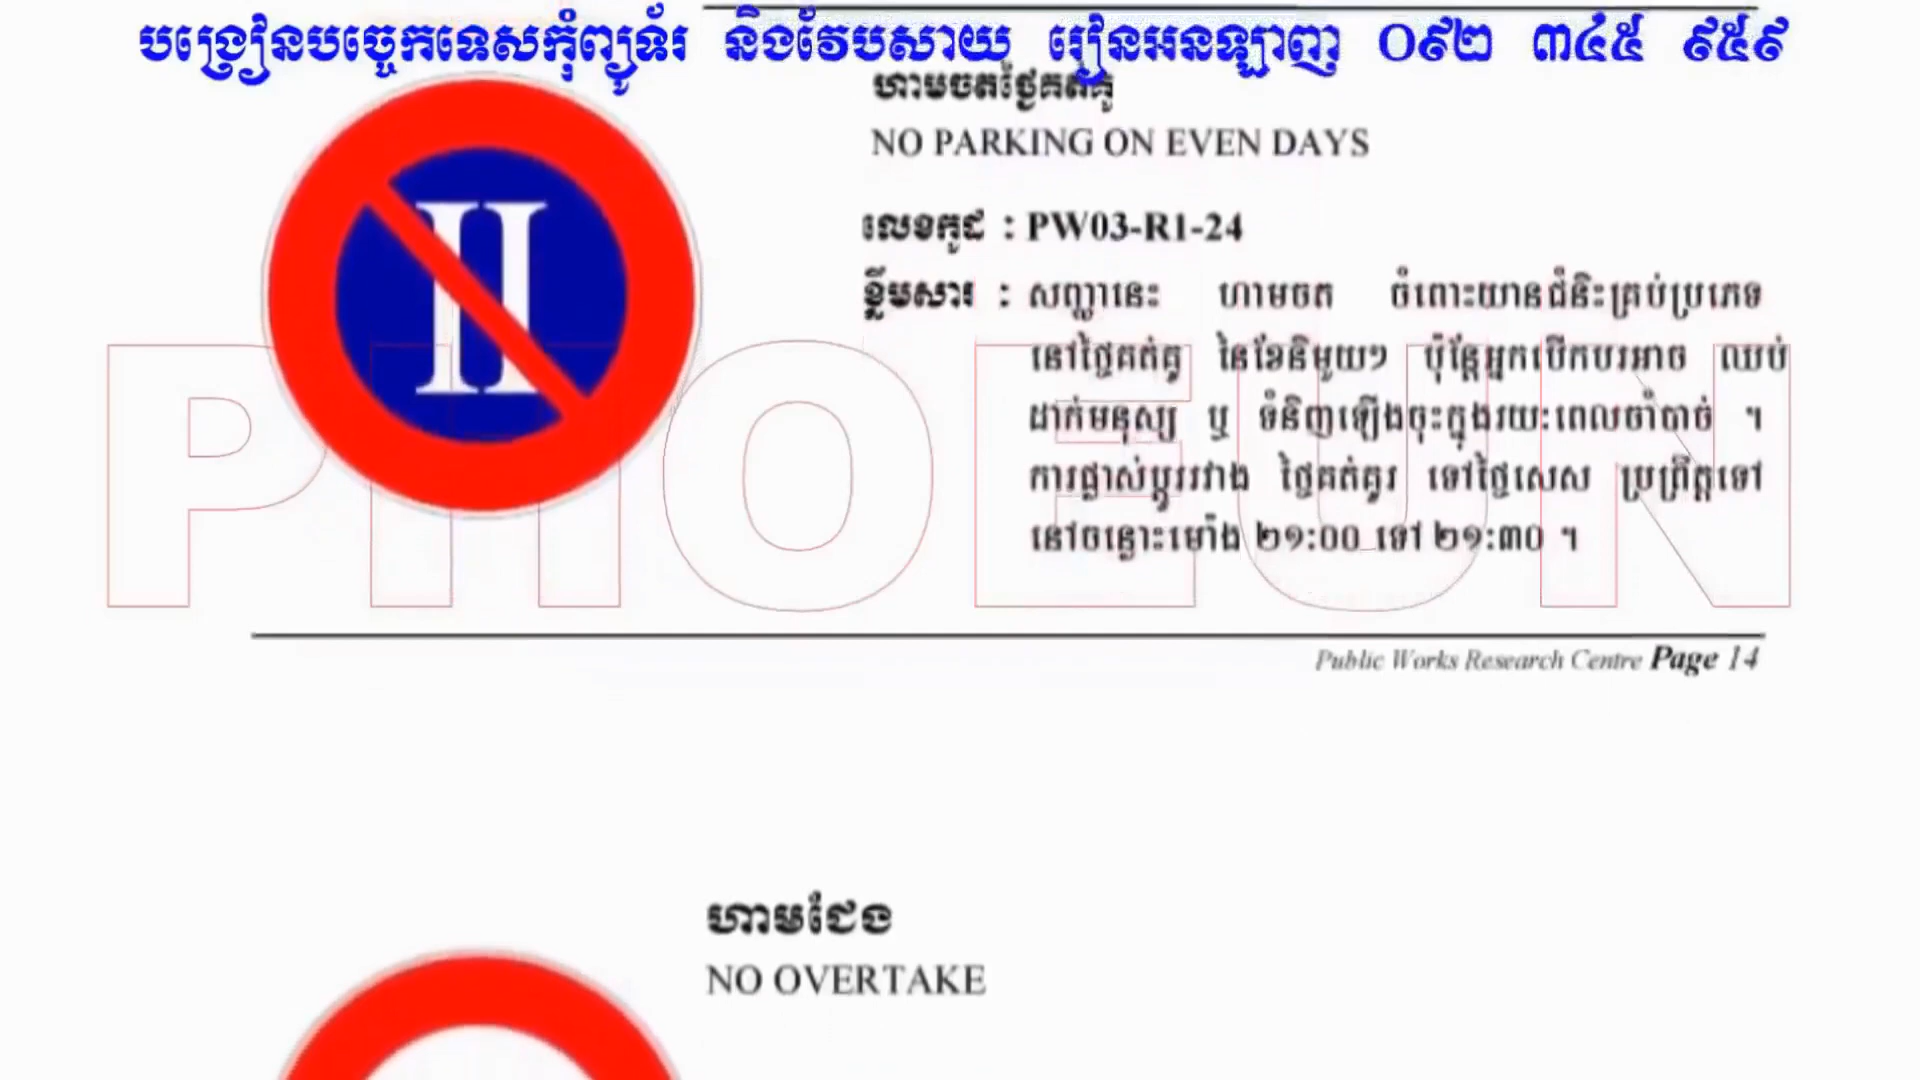 បង្រៀនបច្ចេកទេសកុំព្យូទ័រ និងវែបសាយ រៀនអនឡាញ ០៩២ ៣៤៥ ៩៥៩
ហាមចតថ្ងៃគត់គូ
NO PARKING ON EVEN DAYS
II
លេខកូដ : PW03-R1-24
ខ្លឹមសារ : សញ្ញានេះ ហាមចត ចំពោះយានជំនិះគ្រប់ប្រភេទ
នៅថ្ងៃគត់គូ នៃខែនិមួយៗ ប៉ុន្តែអ្នកបើកបរអាច ឈប់
ដាក់មនុស្ស ឬ ទំនិញឡើងចុះក្នុងរយៈពេលចាំបាច់ ។
ការផ្លាស់ប្តូររវាង ថ្ងៃគត់គូរ ទៅថ្ងៃសេស ប្រព្រឹត្តទៅ
នៅចន្លោះម៉ោង ២១:០០ ទៅ ២១:៣០ ។
PHOEUN
Public Works Research Centre Page 14
ហាមជែង
NO OVERTAKE